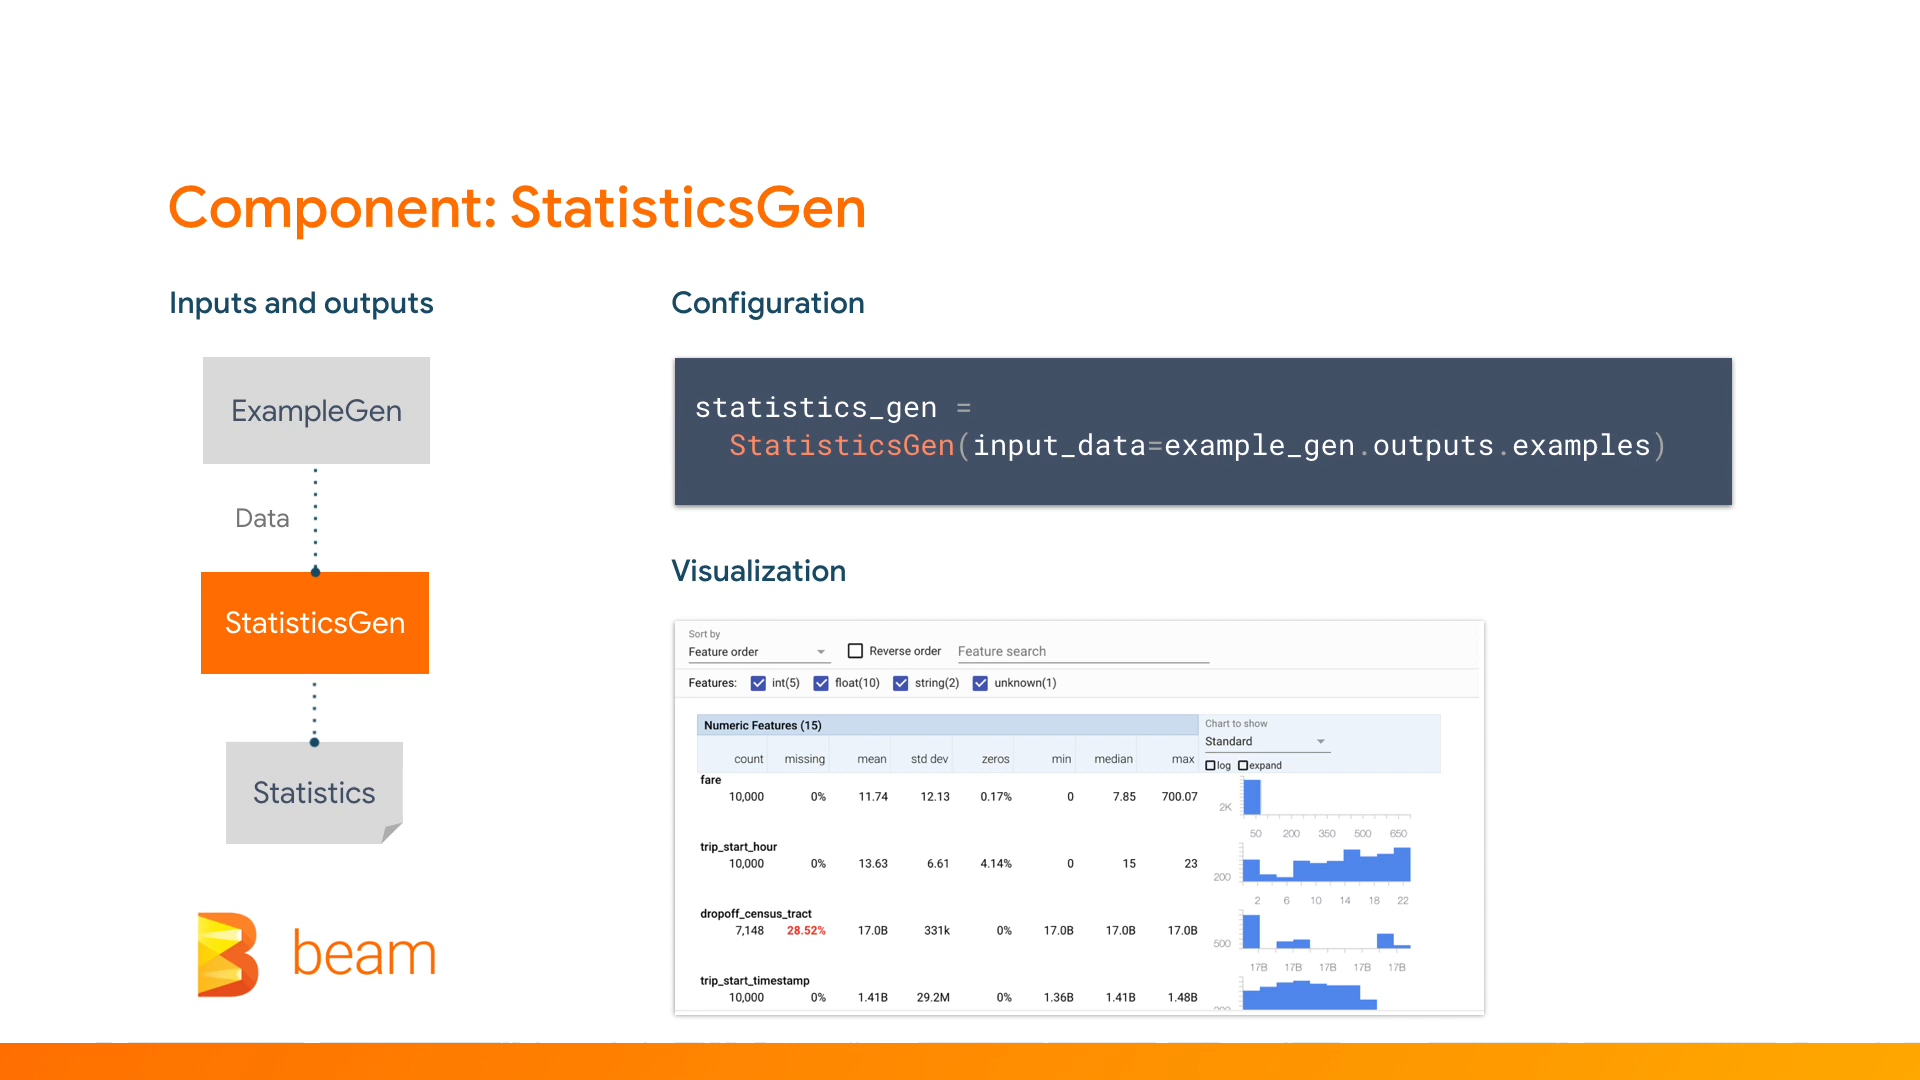 Component: StatisticsGen
Inputs and outputs
ExampleGen
Data
StatisticsGen
Statistics
beam
Configuration
statistics_gen =
StatisticsGen(input_data=example_gen.outputs.examples)
Visualization
Sort by
Feature order
Reverse order
Feature search
Features: int(5) float(10) string(2) unknown(1)
Numeric Features (15)
count missing mean std dev zeros min median max
Chart to show
Standard
log expand
fare
10,000 0% 11.74 12.13 0.17% 0 7.85 700.07
2K
50 200 350 500 650
trip_start_hour
10,000 0% 13.63 6.61 4.14% 0 15 23
200
2 6 10 14 18 22
dropoff_census_tract
7,148 28.52% 17.0B 331k 0% 17.0B 17.0B 17.0B
500
17B 17B 17B 17B 17B
trip_start_timestamp
10,000 0% 1.41B 29.2M 0% 1.36B 1.41B 1.48B